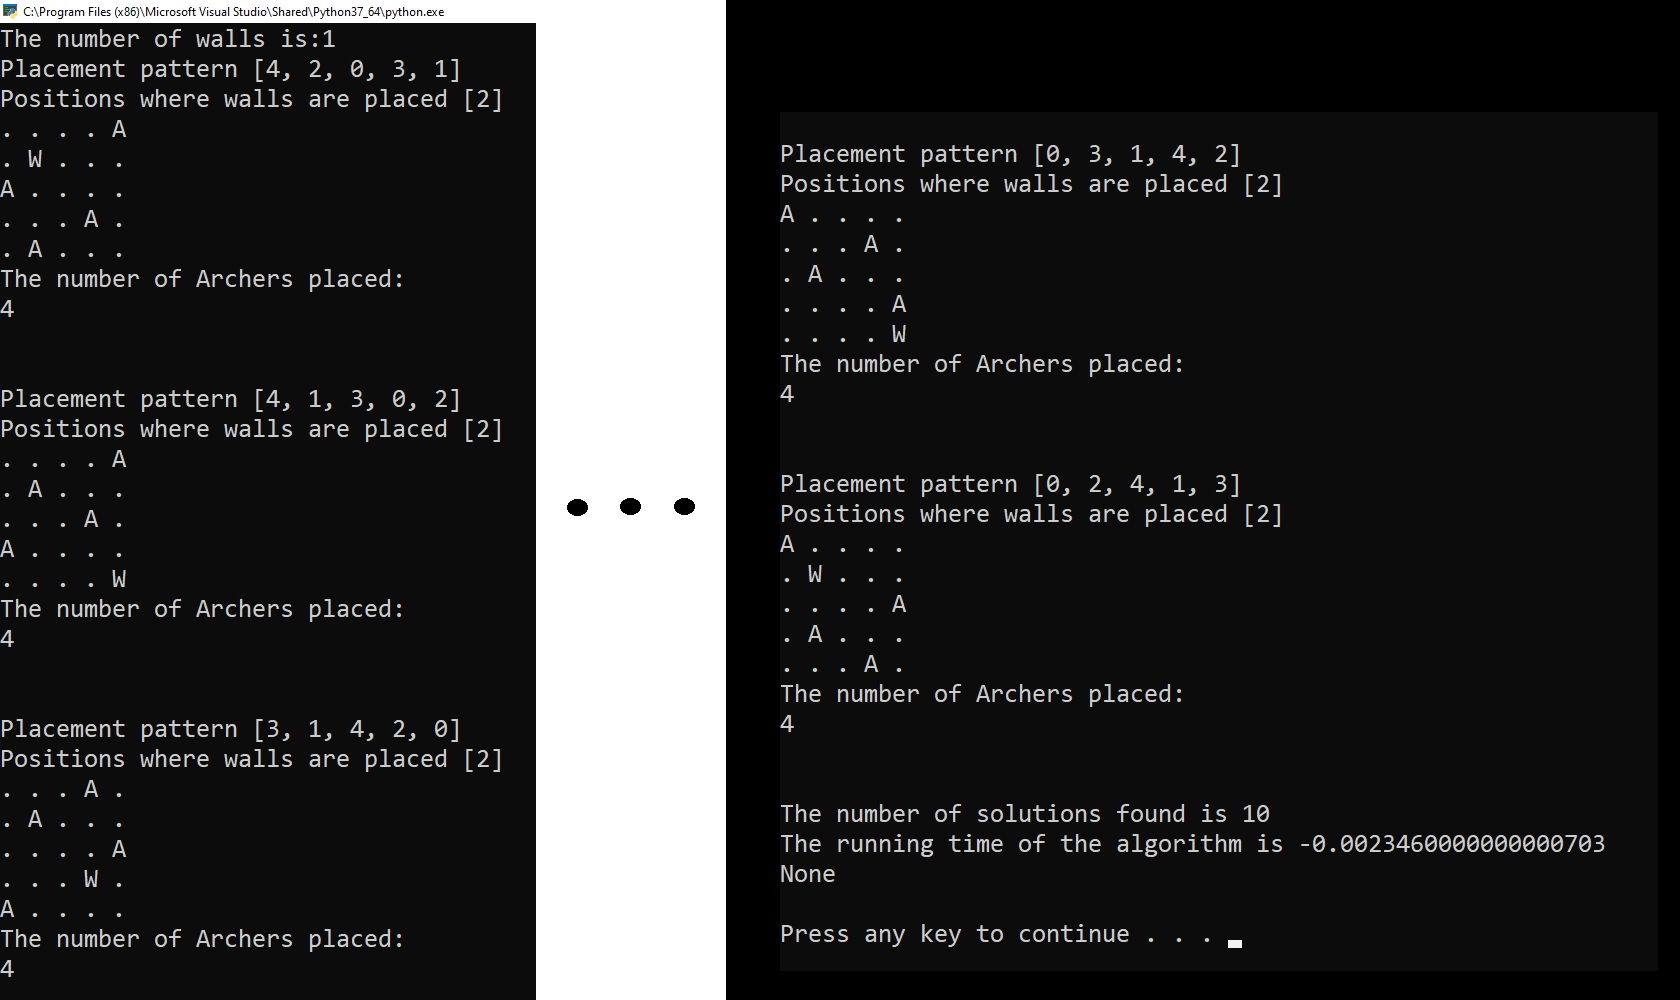 C:\Program Files (x86)\Microsoft Visual Studio\Shared\Python37_64\python.exe
The number of walls is:1
Placement pattern [4, 2, 0, 3, 1]
Positions where walls are placed [2]
. . . . A
. W . . .
A . . . .
. . . A .
. A . . .
The number of Archers placed:
4
Placement pattern [4, 1, 3, 0, 2]
Positions where walls are placed [2]
. . . . A
. A . . .
. . . A .
A . . . .
. . . . W
The number of Archers placed:
4
Placement pattern [3, 1, 4, 2, 0]
Positions where walls are placed [2]
. . . A .
. A . . .
. . . . A
. . . W .
A . . . .
The number of Archers placed:
4
Placement pattern [0, 3, 1, 4, 2]
Positions where walls are placed [2]
A . . . .
. . . A .
. A . . .
. . . . A
. . . . W
The number of Archers placed:
4
Placement pattern [0, 2, 4, 1, 3]
Positions where walls are placed [2]
A . . . .
. W . . .
. . . . A
. A . . .
. . . A .
The number of Archers placed:
4
The number of solutions found is 10
The running time of the algorithm is -0.0023460000000000703
None
Press any key to continue . . .